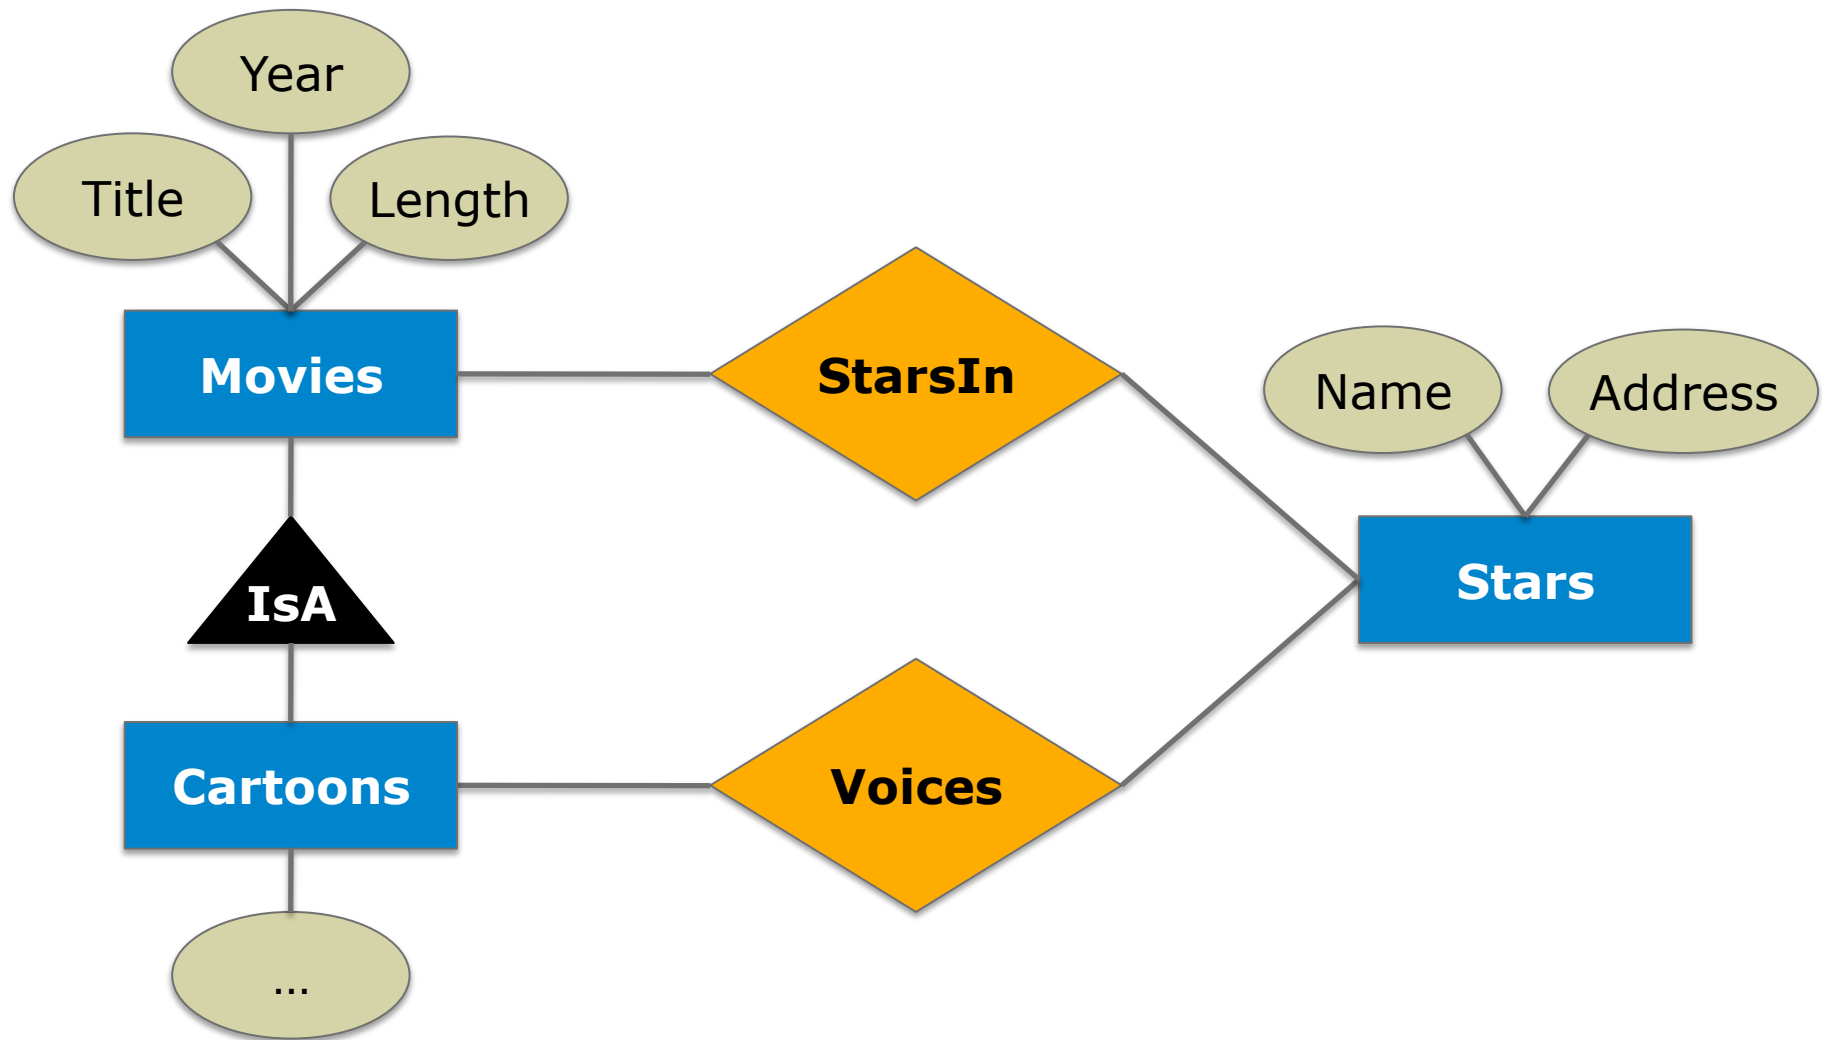 Year
Title
Length
Movies
StarsIn
Name
Address
Stars
IsA
Cartoons
Voices
...